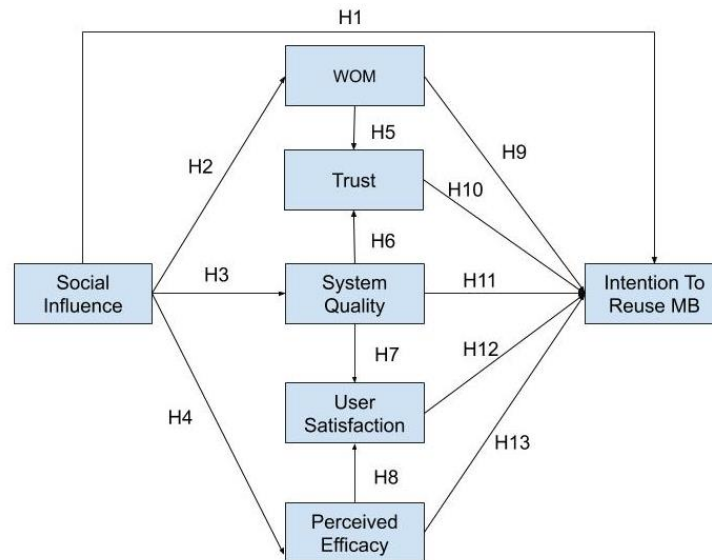 H1
WOM
H5
H2
H9
Trust
H10
H6
Social
Influence
H3
System
Quality
H11
Intention To
Reuse MB
H7
H12
User
Satisfaction
H4
H13
H8
Perceived
Efficacy